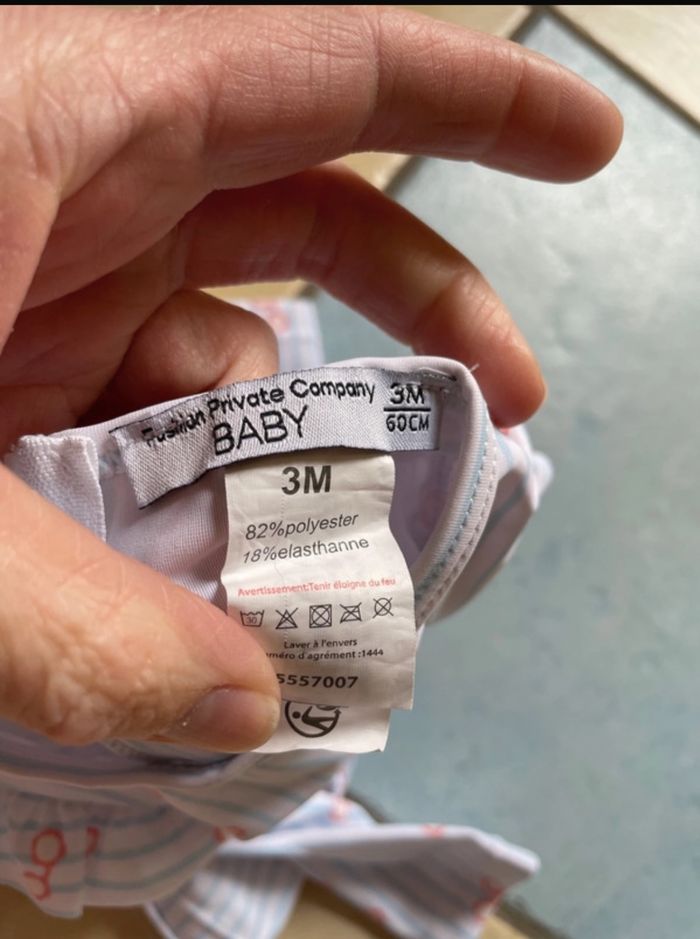 Fashion Private Company
BABY
3M
60CM
3M
82%polyester
18%elasthanne
Avertissement:Tenir éloigne du feu
30
Laver à l'envers
méro d'agrément :1444
5557007